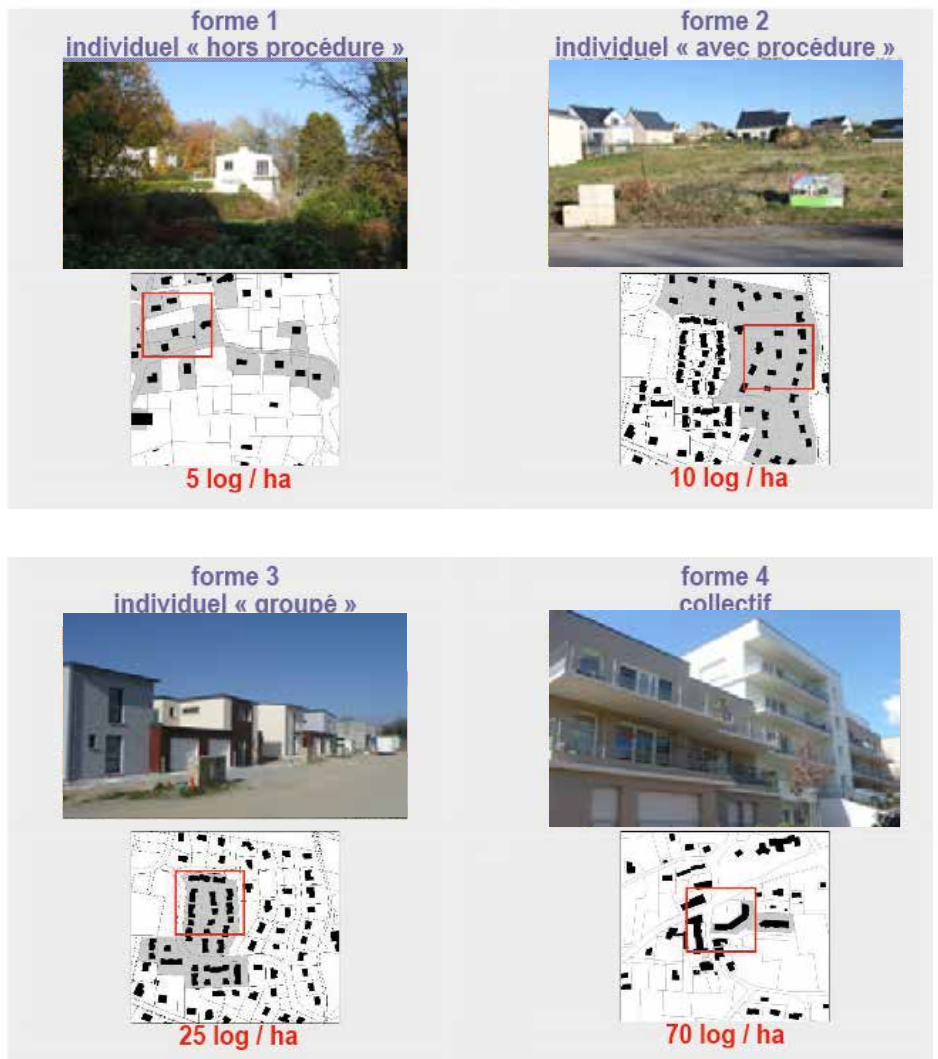 forme 1
individuel « hors procédure »
forme 2
individuel « avec procédure »
5 log / ha
10 log / ha
forme 3
individuel « groupé »
forme 4
collectif
25 log / ha
70 log / ha